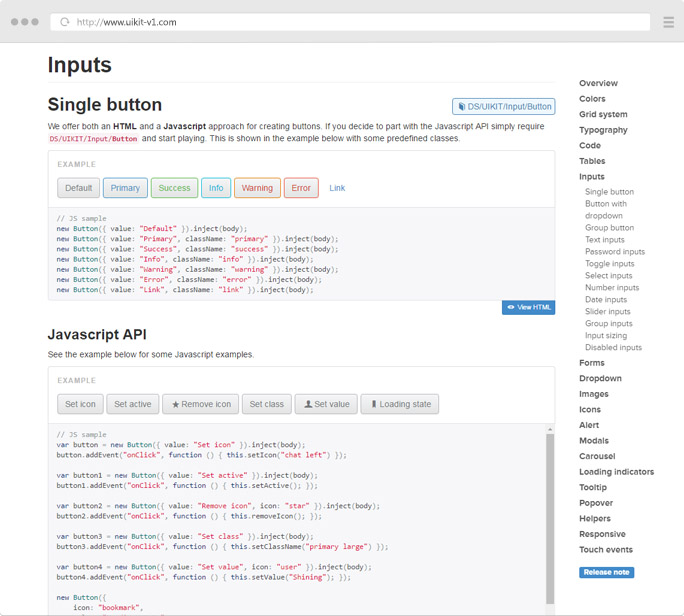 http://www.uikit-v1.com
Inputs
Single button
DS/UIKIT/Input/Button
We offer both an HTML and a Javascript approach for creating buttons. If you decide to part with the Javascript API simply require
DS/UIKIT/Input/Button and start playing. This is shown in the example below with some predefined classes.
EXAMPLE
Default Primary Success Info Warning Error Link
// JS sample
new Button({ value: "Default" }).inject(body);
new Button({ value: "Primary", className: "primary" }).inject(body);
new Button({ value: "Success", className: "success" }).inject(body);
new Button({ value: "Info", className: "info" }).inject(body);
new Button({ value: "Warning", className: "warning" }).inject(body);
new Button({ value: "Error", className: "error" }).inject(body);
new Button({ value: "Link", className: "link" }).inject(body);
View HTML
Javascript API
See the example below for some Javascript examples.
EXAMPLE
Set icon Set active Remove icon Set class Set value Loading state
// JS sample
var button = new Button({ value: "Set icon" }).inject(body);
button.addEvent("onClick", function () { this.setIcon("chat left") });
var button1 = new Button({ value: "Set active" }).inject(body);
button1.addEvent("onClick", function () { this.setActive(); });
var button2 = new Button({ value: "Remove icon", icon: "star" }).inject(body);
button2.addEvent("onClick", function () { this.removeIcon(); });
var button3 = new Button({ value: "Set class" }).inject(body);
button3.addEvent("onClick", function () { this.setClassName("primary large") });
var button4 = new Button({ value: "Set value", icon: "user" }).inject(body);
button4.addEvent("onClick", function () { this.setValue("Shining"); });
new Button({
icon: "bookmark",
Overview
Colors
Grid system
Typography
Code
Tables
Inputs
Single button
Button with
dropdown
Group button
Text inputs
Password inputs
Toggle inputs
Select inputs
Number inputs
Date inputs
Slider inputs
Group inputs
Input sizing
Disabled inputs
Forms
Dropdown
Images
Icons
Alert
Modals
Carousel
Loading indicators
Tooltip
Popover
Helpers
Responsive
Touch events
Release note